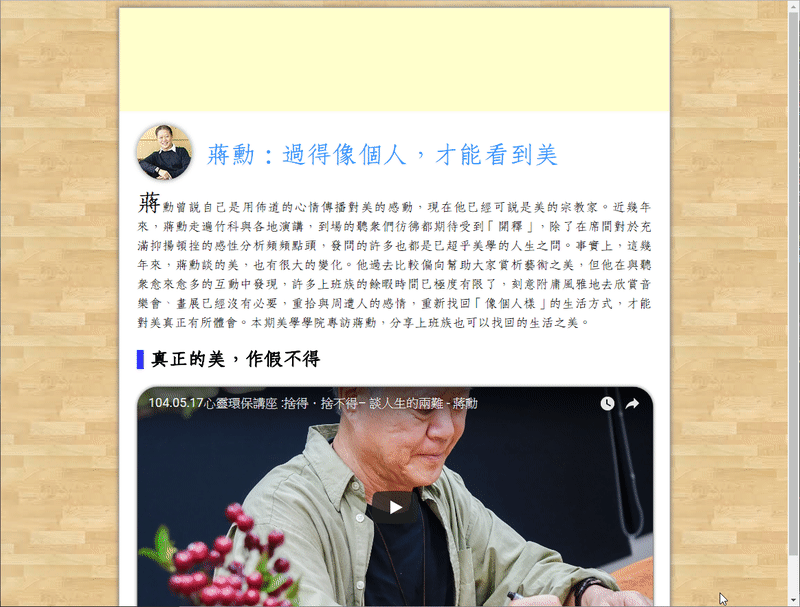 蔣勳：過得像個人，才能看到美
蔣勳曾說自己是用佈道的心情傳播對美的感動，現在他已經可說是美的宗教家。近幾年
來，蔣勳走遍竹科與各地演講，到場的聽衆們彷彿都期待受到「開釋」，除了在席間對於充
滿抑揚頓挫的感性分析頻頻點頭，發問的許多也都是已超乎美學的人生之問。事實上，這幾
年來，蔣勳談的美，也有很大的變化。他過去比較偏向幫助大家賞析藝術之美，但他在與聽
衆愈來愈多的互動中發現，許多上班族的餘暇時間已極度有限了，刻意附庸風雅地去欣賞音
樂會、畫展已經沒有必要，重拾與周遭人的感情，重新找回「像個人樣」的生活方式，才能
對美真正有所體會。本期美學學院專訪蔣勳，分享上班族也可以找回的生活之美。
真正的美，作假不得
104.05.17心靈環保講座 :捨得．捨不得– 談人生的兩難 - 蔣勳